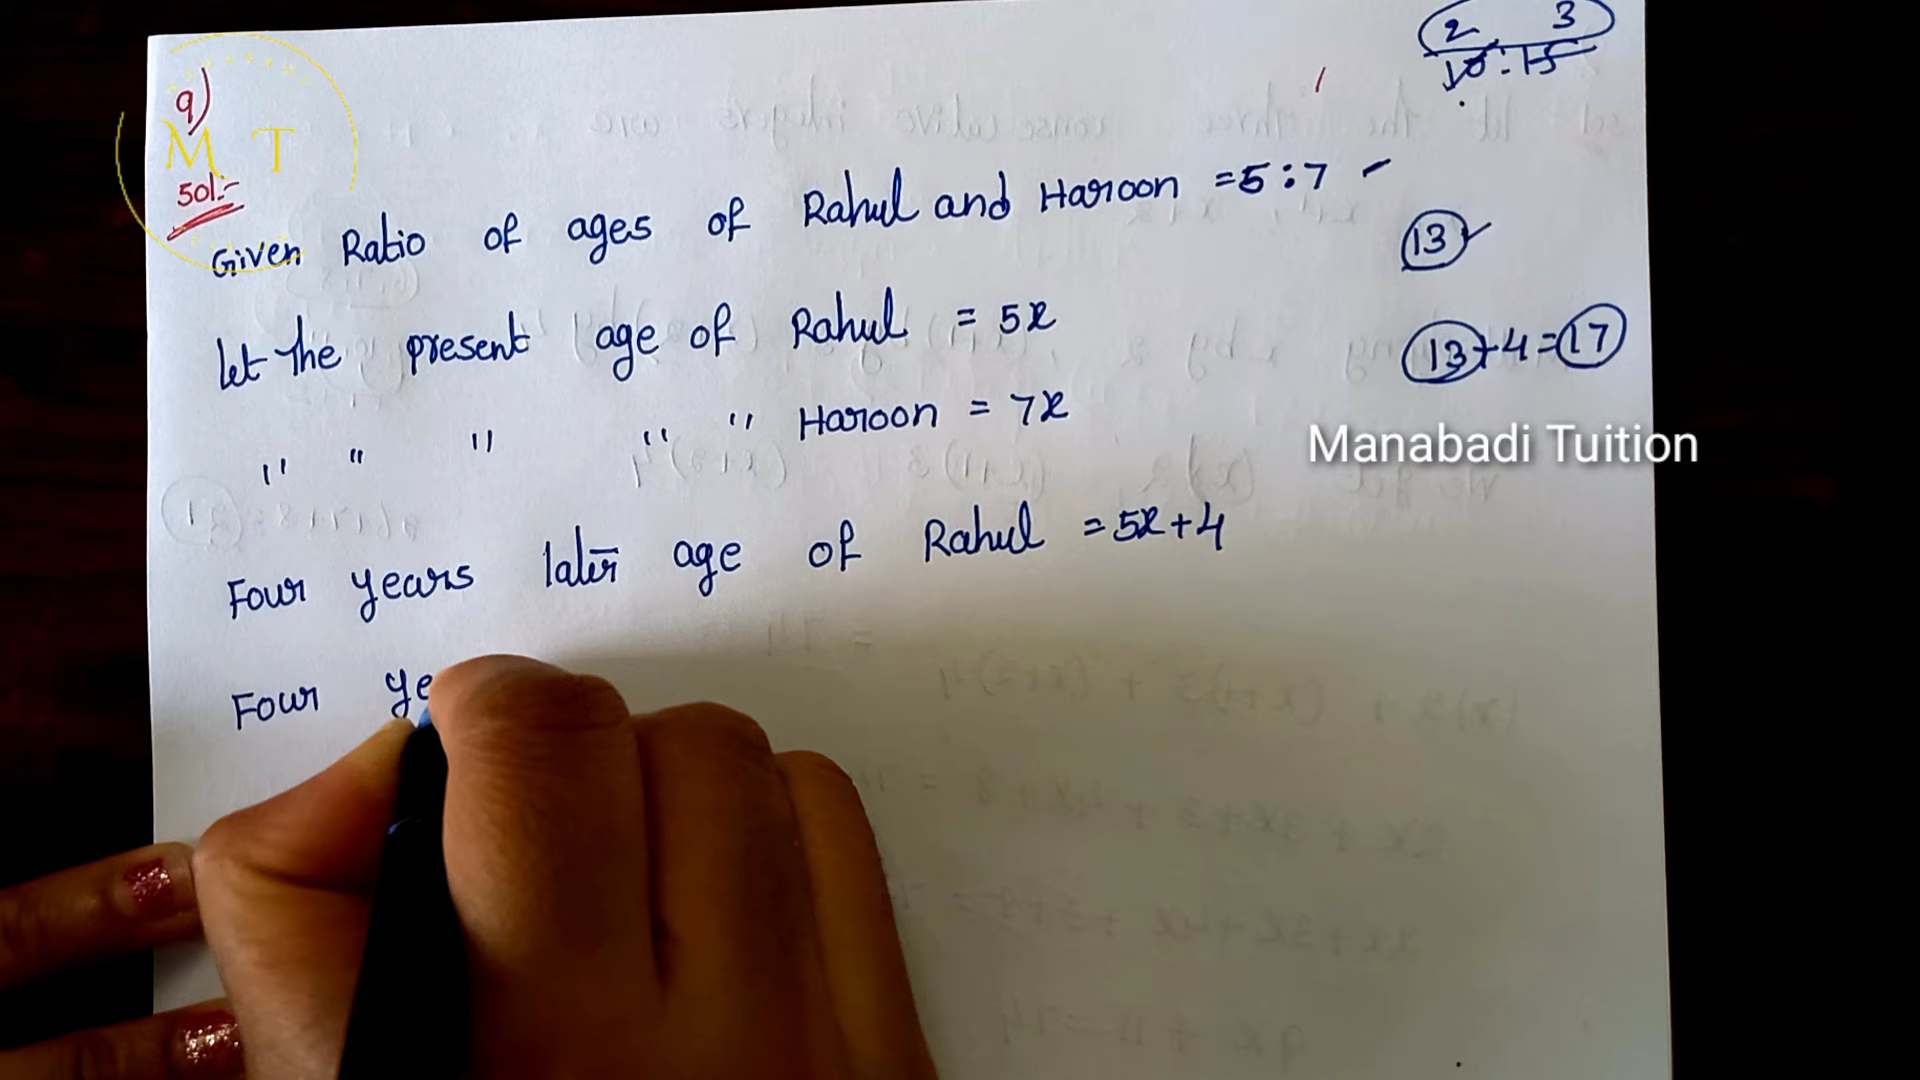 2 3
10:15
9)
M T
Sol:-
Given Ratio of ages of Rahul and Haroon = 5:7
13
Let the present age of Rahul = 5x
13+4=17
" " " " " Haroon = 7x
Manabadi Tuition
Four years later age of Rahul = 5x+4
Four ye